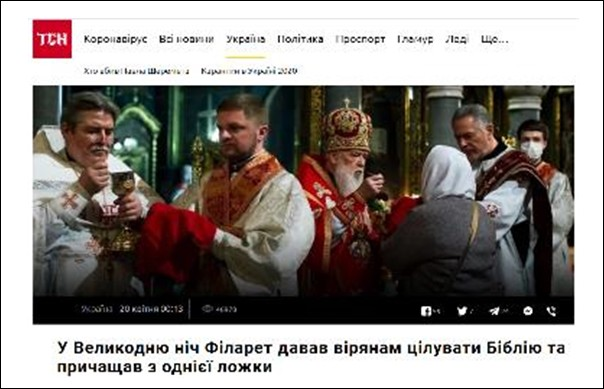 ТСН
Коронавірус Всі новини Україна Політика Проспорт Гламур Леді Ще...
Хто вбив Павла Шеремета Карантин в Україні 2020
Україна 20 квітня 00:13
У Великодню ніч Філарет давав вірянам цілувати Біблію та
причащав з однієї ложки